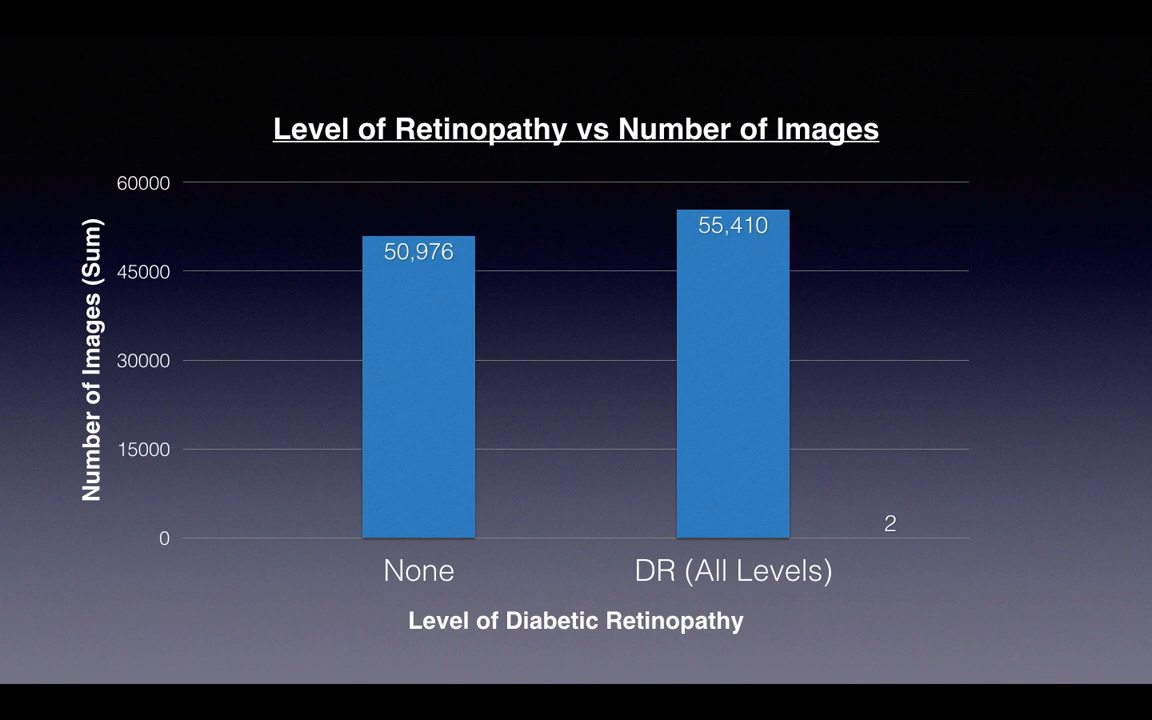 Level of Retinopathy vs Number of Images
Number of Images (Sum)
60000
45000
30000
15000
0
50,976
55,410
2
None
DR (All Levels)
Level of Diabetic Retinopathy